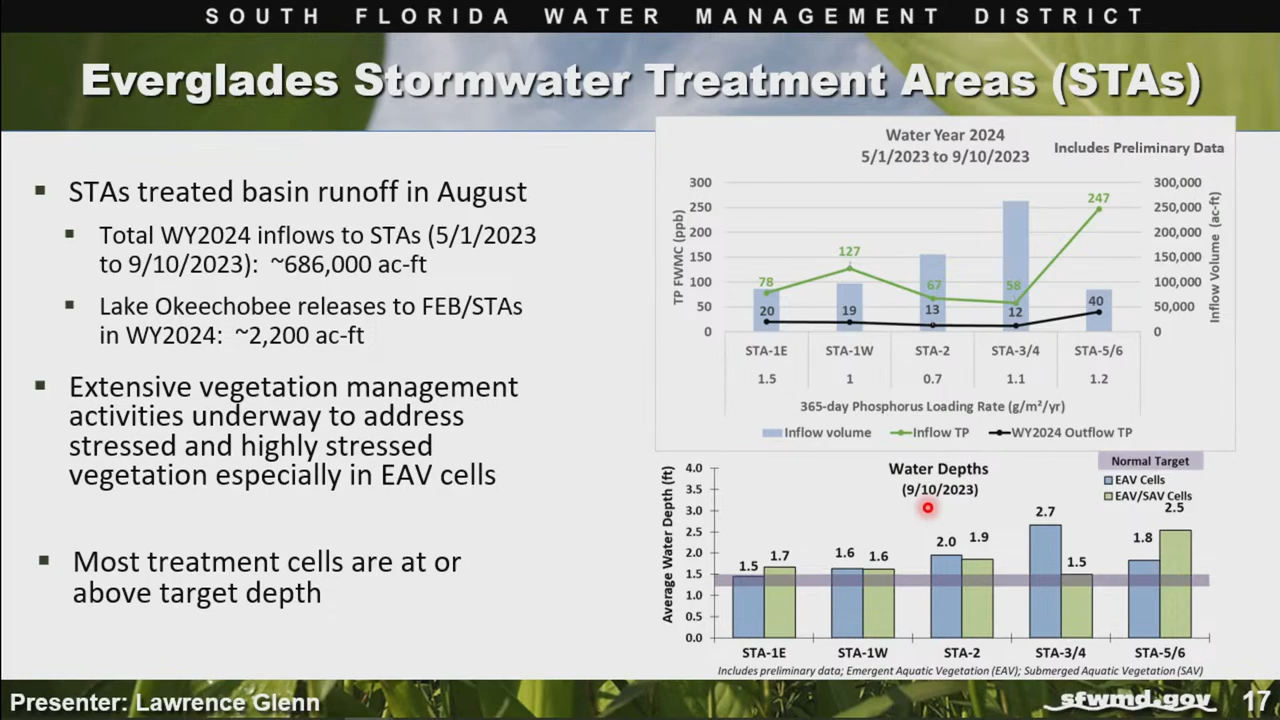 SOUTH FLORIDA WATER MANAGEMENT DISTRICT
Everglades Stormwater Treatment Areas (STAs)
▪ STAs treated basin runoff in August
▪ Total WY2024 inflows to STAs (5/1/2023
to 9/10/2023): ~686,000 ac-ft
▪ Lake Okeechobee releases to FEB/STAs
in WY2024: ~2,200 ac-ft
▪ Extensive vegetation management
activities underway to address
stressed and highly stressed
vegetation especially in EAV cells
▪ Most treatment cells are at or
above target depth
Water Year 2024
5/1/2023 to 9/10/2023
Includes Preliminary Data
TP FWMC (ppb)
300
250
200
150
100
50
0
300,000
250,000
200,000
150,000
100,000
50,000
0
Inflow Volume (ac-ft)
78 127 67 58 247
20 19 13 12 40
STA-1E STA-1W STA-2 STA-3/4 STA-5/6
1.5 1 0.7 1.1 1.2
365-day Phosphorus Loading Rate (g/m²/yr)
Inflow volume Inflow TP WY2024 Outflow TP
Water Depths
(9/10/2023)
Normal Target
EAV Cells
EAV/SAV Cells
Average Water Depth (ft)
4.0
3.5
3.0
2.5
2.0
1.5
1.0
0.5
0.0
1.5 1.7 1.6 1.6 2.0 1.9 2.7 1.5 1.8 2.5
STA-1E STA-1W STA-2 STA-3/4 STA-5/6
Includes preliminary data; Emergent Aquatic Vegetation (EAV); Submerged Aquatic Vegetation (SAV)
Presenter: Lawrence Glenn
sfwmd.gov
17